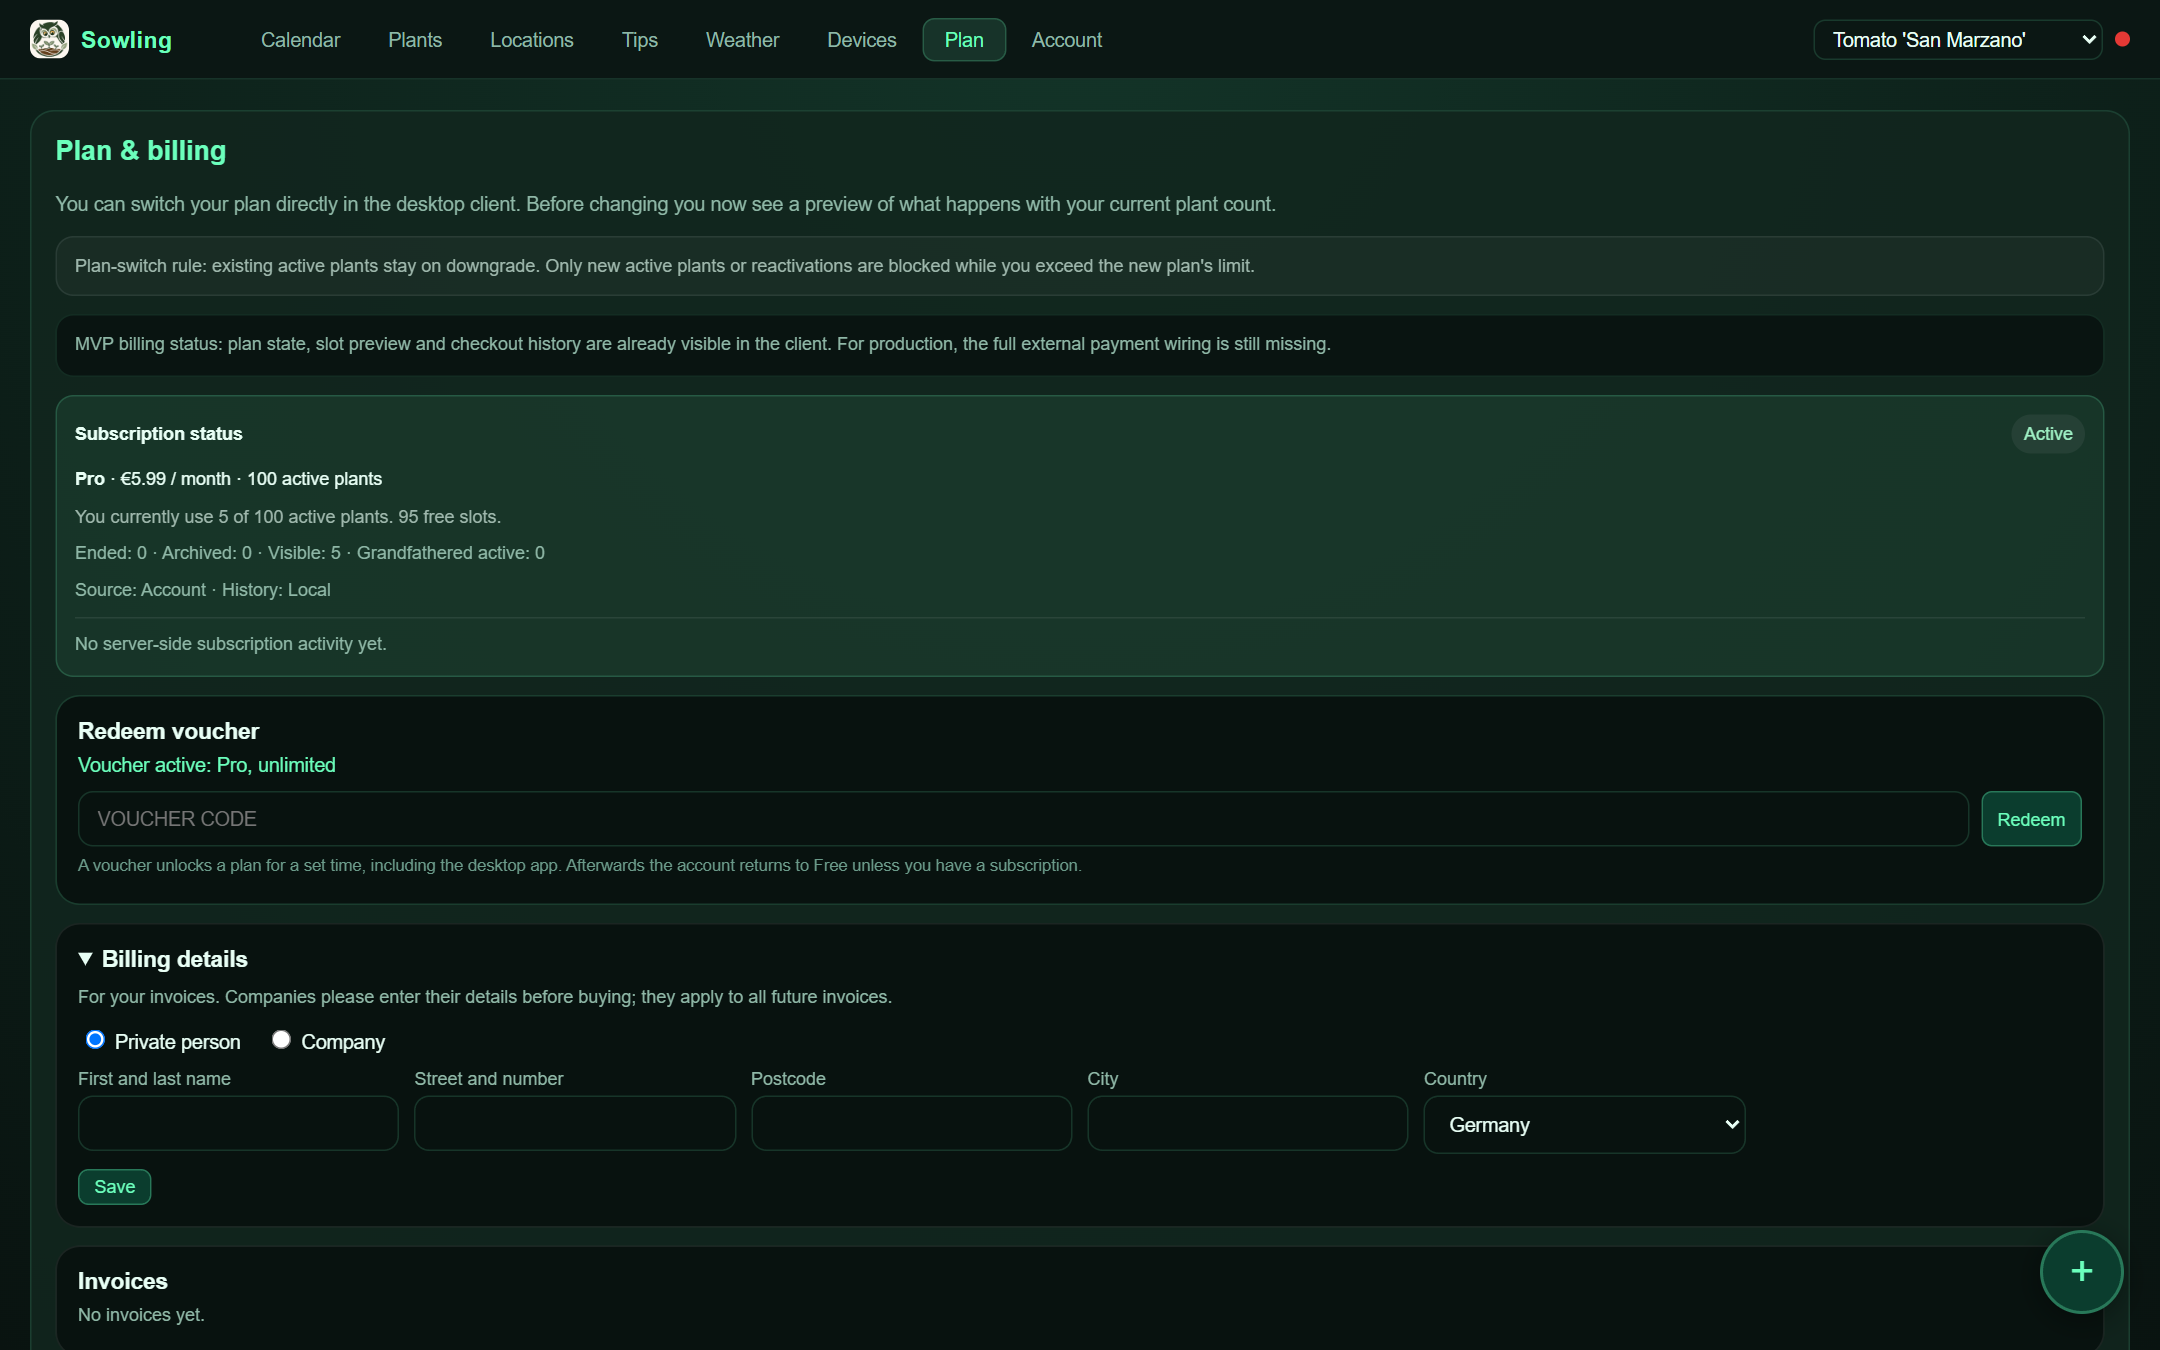 Sowling
Calendar
Plants
Locations
Tips
Weather
Devices
Plan
Account
Tomato 'San Marzano'
Plan & billing
You can switch your plan directly in the desktop client. Before changing you now see a preview of what happens with your current plant count.
Plan-switch rule: existing active plants stay on downgrade. Only new active plants or reactivations are blocked while you exceed the new plan's limit.
MVP billing status: plan state, slot preview and checkout history are already visible in the client. For production, the full external payment wiring is still missing.
Subscription status
Active
Pro · €5.99 / month · 100 active plants
You currently use 5 of 100 active plants. 95 free slots.
Ended: 0 · Archived: 0 · Visible: 5 · Grandfathered active: 0
Source: Account · History: Local
No server-side subscription activity yet.
Redeem voucher
Voucher active: Pro, unlimited
VOUCHER CODE
Redeem
A voucher unlocks a plan for a set time, including the desktop app. Afterwards the account returns to Free unless you have a subscription.
Billing details
For your invoices. Companies please enter their details before buying; they apply to all future invoices.
Private person
Company
First and last name
Street and number
Postcode
City
Country
Germany
Save
Invoices
No invoices yet.
+